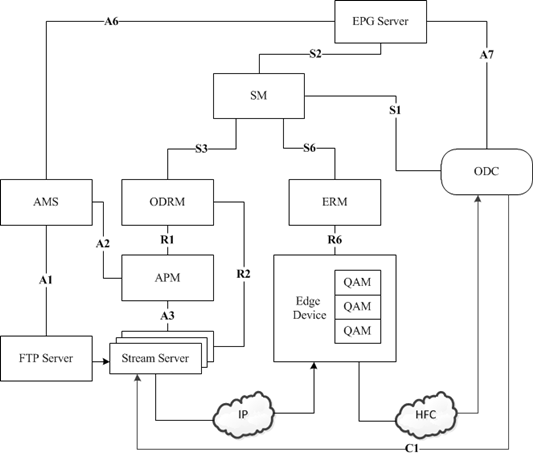 A6
EPG Server
S2
A7
SM
S1
S3
S6
ODC
AMS
ODRM
ERM
A2
R1
R6
A1
APM
R2
Edge
Device
QAM
QAM
QAM
A3
FTP Server
Stream Server
IP
HFC
C1